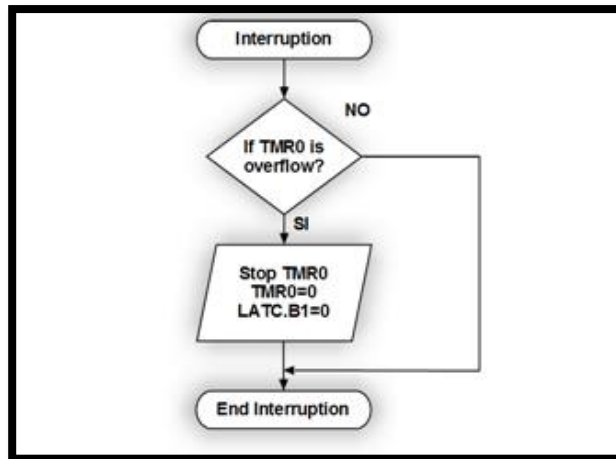 Interruption
NO
If TMR0 is
overflow?
SI
Stop TMR0
TMR0=0
LATC.B1=0
End Interruption